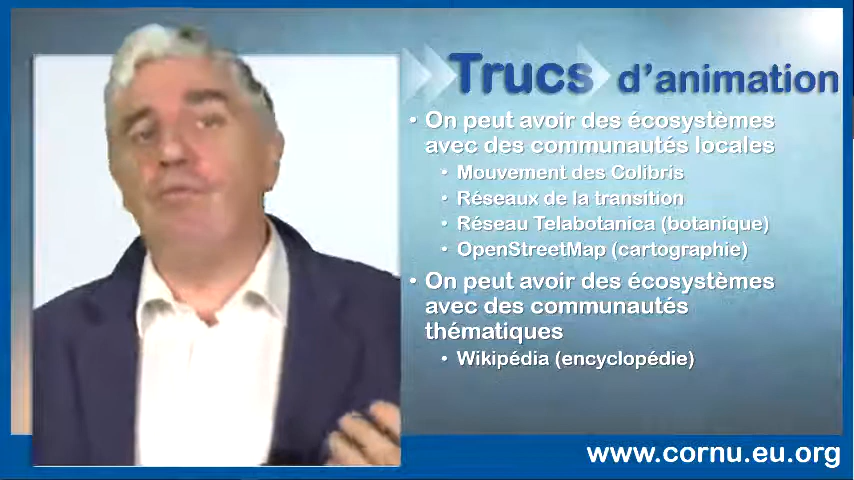 Trucs d'animation
• On peut avoir des écosystèmes
avec des communautés locales
• Mouvement des Colibris
• Réseaux de la transition
• Réseau Telabotanica (botanique)
• OpenStreetMap (cartographie)
• On peut avoir des écosystèmes
avec des communautés
thématiques
• Wikipédia (encyclopédie)
www.cornu.eu.org